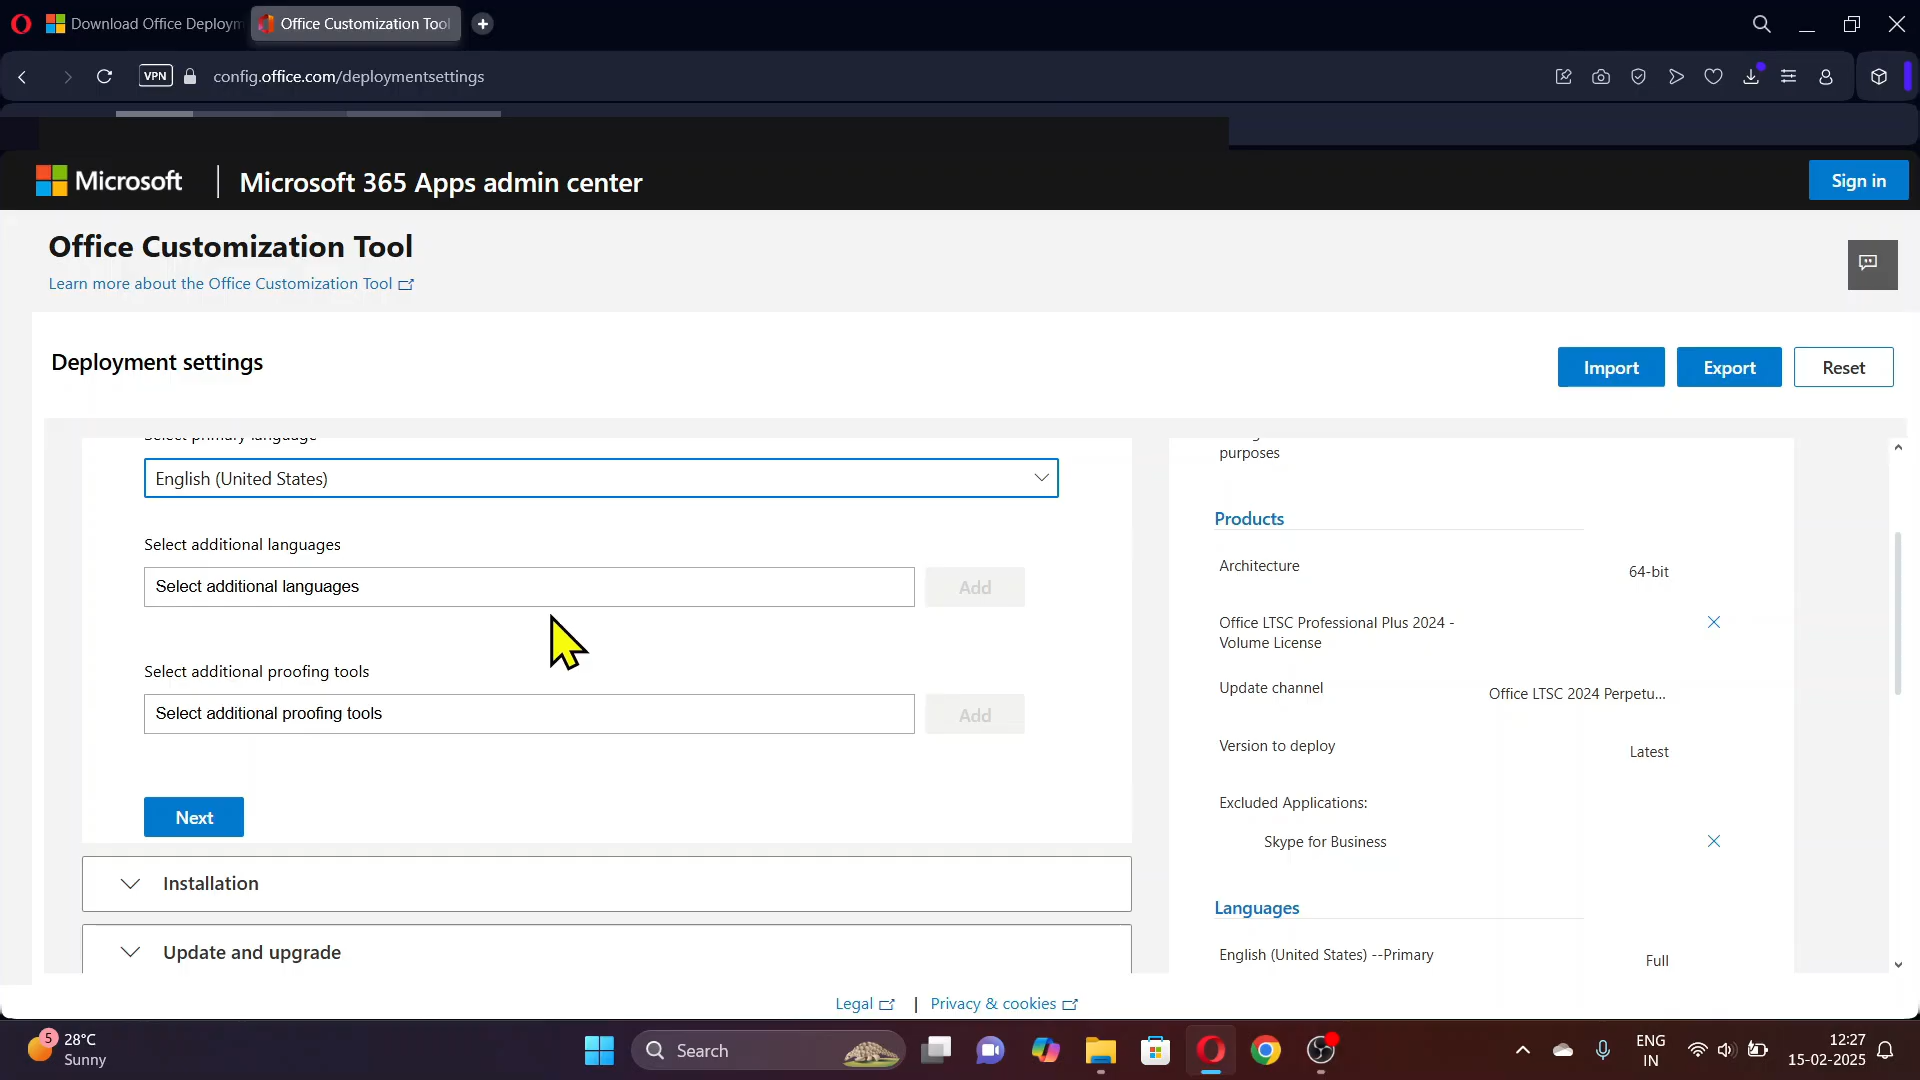 Download Office Deploym
Office Customization Tool
VPN
config.office.com/deploymentsettings
Microsoft
Microsoft 365 Apps admin center
Sign in
Office Customization Tool
Learn more about the Office Customization Tool
Deployment settings
Import
Export
Reset
Select primary language
English (United States)
Select additional languages
Select additional languages
Add
Select additional proofing tools
Select additional proofing tools
Add
Next
Installation
Update and upgrade
purposes
Products
Architecture
64-bit
Office LTSC Professional Plus 2024 -
Volume License
Update channel
Office LTSC 2024 Perpetu...
Version to deploy
Latest
Excluded Applications:
Skype for Business
Languages
English (United States) --Primary
Full
Legal
|
Privacy & cookies
5
28°C
Sunny
Search
ENG
IN
12:27
15-02-2025